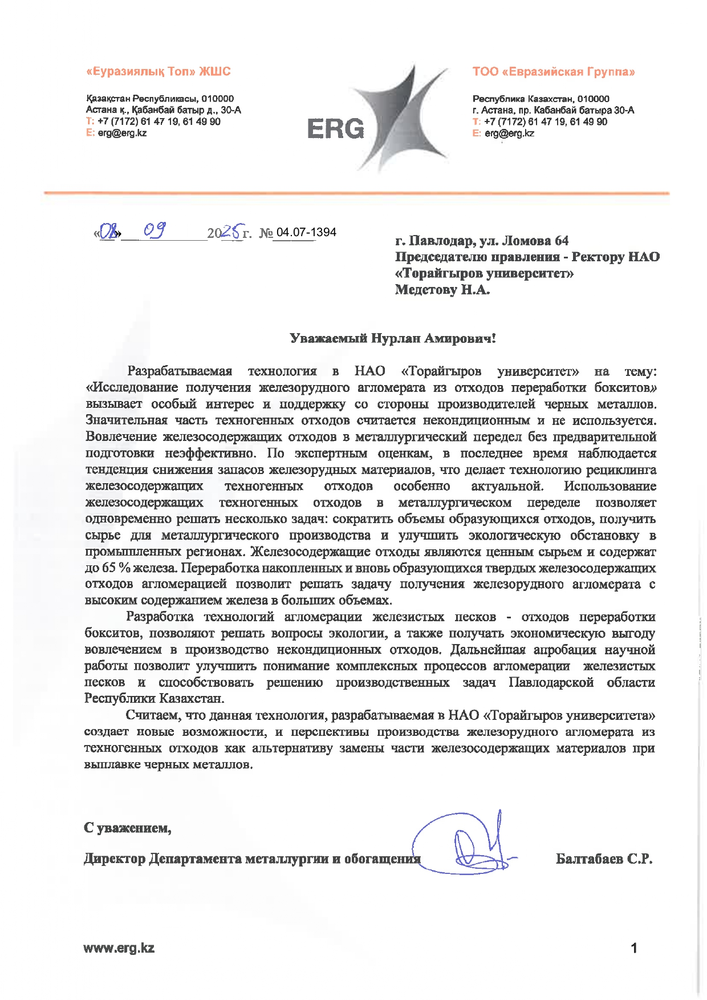 «Еуразиялық Топ» ЖШС
Қазақстан Республикасы, 010000
Астана қ., Қабанбай батыр д., 30-А
T: +7 (7172) 61 47 19, 61 49 90
E: erg@erg.kz
ERG
ТОО «Евразийская Группа»
Республика Казахстан, 010000
г. Астана, пр. Кабанбай батыра 30-А
T: +7 (7172) 61 47 19, 61 49 90
E: erg@erg.kz
«08» 09 2025 г. № 04.07-1394
г. Павлодар, ул. Ломова 64
Председателю правления - Ректору НАО
«Торайгыров университет»
Медетову Н.А.
Уважаемый Нурлан Амирович!
Разрабатываемая технология в НАО «Торайгыров университет» на тему:
«Исследование получения железорудного агломерата из отходов переработки бокситов»
вызывает особый интерес и поддержку со стороны производителей черных металлов.
Значительная часть техногенных отходов считается некондиционным и не используется.
Вовлечение железосодержащих отходов в металлургический передел без предварительной
подготовки неэффективно. По экспертным оценкам, в последнее время наблюдается
тенденция снижения запасов железорудных материалов, что делает технологию рециклинга
железосодержащих техногенных отходов особенно актуальной. Использование
железосодержащих техногенных отходов в металлургическом переделе позволяет
одновременно решать несколько задач: сократить объемы образующихся отходов, получить
сырье для металлургического производства и улучшить экологическую обстановку в
промышленных регионах. Железосодержащие отходы являются ценным сырьем и содержат
до 65 % железа. Переработка накопленных и вновь образующихся твердых железосодержащих
отходов агломерацией позволит решать задачу получения железорудного агломерата с
высоким содержанием железа в больших объемах.
Разработка технологий агломерации железистых песков - отходов переработки
бокситов, позволяют решать вопросы экологии, а также получать экономическую выгоду
вовлечением в производство некондиционных отходов. Дальнейшая апробация научной
работы позволит улучшить понимание комплексных процессов агломерации железистых
песков и способствовать решению производственных задач Павлодарской области
Республики Казахстан.
Считаем, что данная технология, разрабатываемая в НАО «Торайгыров университета»
создает новые возможности, и перспективы производства железорудного агломерата из
техногенных отходов как альтернативу замены части железосодержащих материалов при
выплавке черных металлов.
С уважением,
Директор Департамента металлургии и обогащения Балтабаев С.Р.
www.erg.kz 1